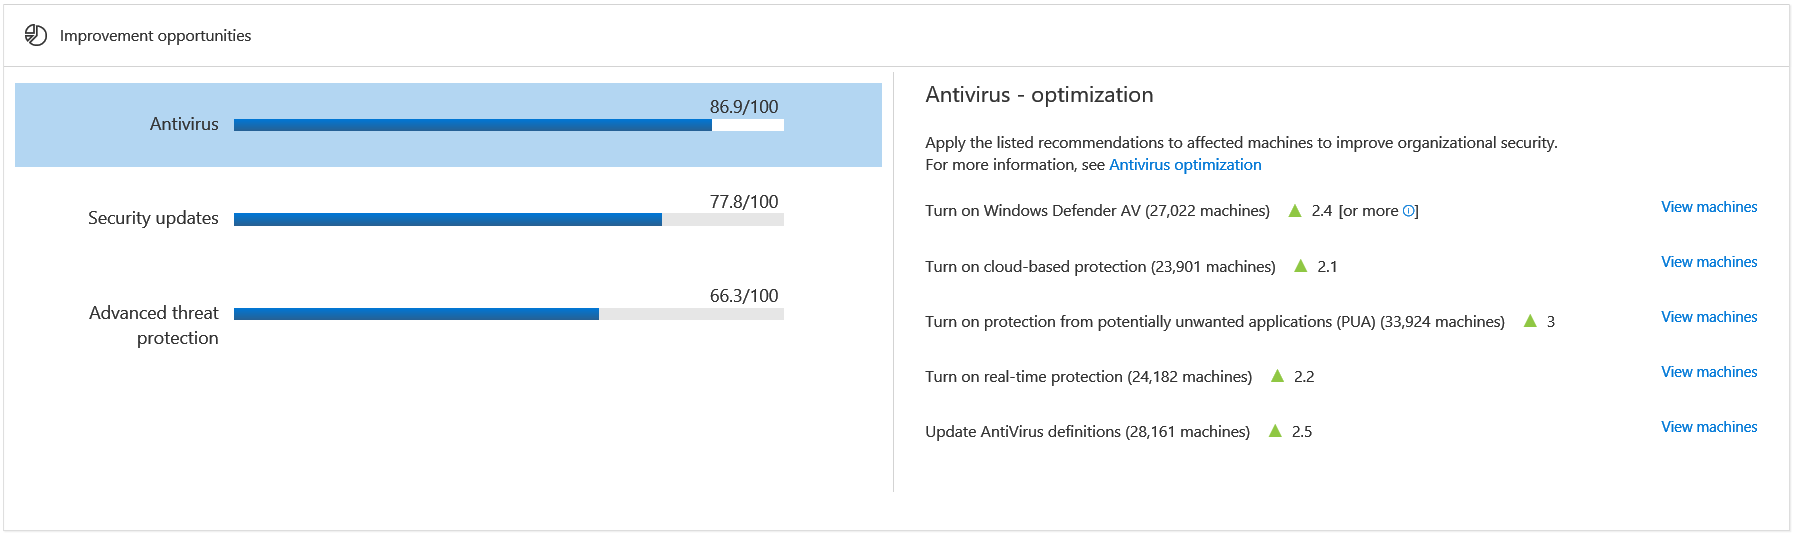 Improvement opportunities
Antivirus
86.9/100
Security updates
77.8/100
Advanced threat
protection
66.3/100
Antivirus - optimization
Apply the listed recommendations to affected machines to improve organizational security.
For more information, see Antivirus optimization
Turn on Windows Defender AV (27,022 machines) 2.4 [or more ] View machines
Turn on cloud-based protection (23,901 machines) 2.1 View machines
Turn on protection from potentially unwanted applications (PUA) (33,924 machines) 3 View machines
Turn on real-time protection (24,182 machines) 2.2 View machines
Update AntiVirus definitions (28,161 machines) 2.5 View machines